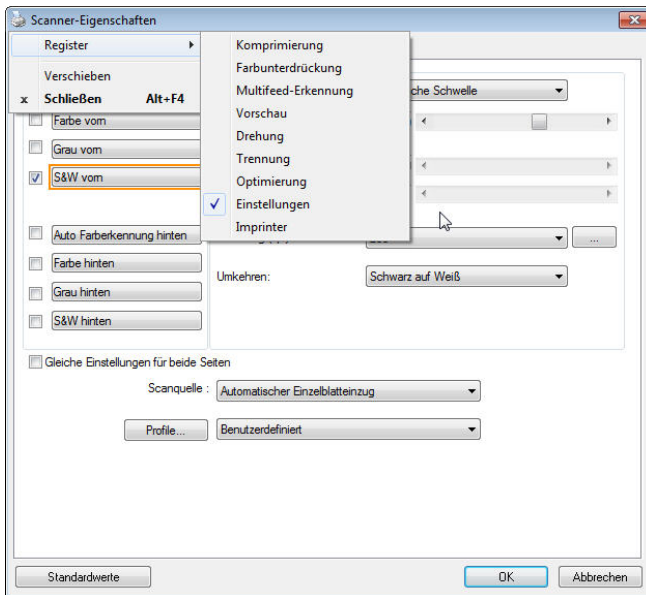 Scanner-Eigenschaften
Register
Verschieben
x Schließen Alt+F4
Komprimierung
Farbunterdrückung
Multifeed-Erkennung
Vorschau
Drehung
Trennung
Optimierung
Einstellungen
Imprinter
che Schwelle
Farbe vorn
Grau vorn
S&W vorn
Auto Farberkennung hinten
...
Farbe hinten
Umkehren: Schwarz auf Weiß
Grau hinten
S&W hinten
Gleiche Einstellungen für beide Seiten
Scanquelle : Automatischer Einzelblatteinzug
Profile... Benutzerdefiniert
Standardwerte OK Abbrechen